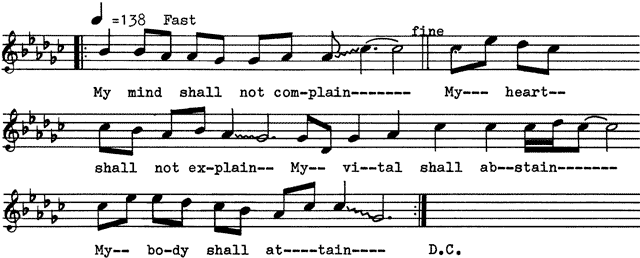 =138 Fast
fine
My mind shall not com-plain------- My--- heart--
shall not ex-plain-- My-- vi--tal shall ab--stain-------
My-- bo-dy shall at----tain---- D.C.